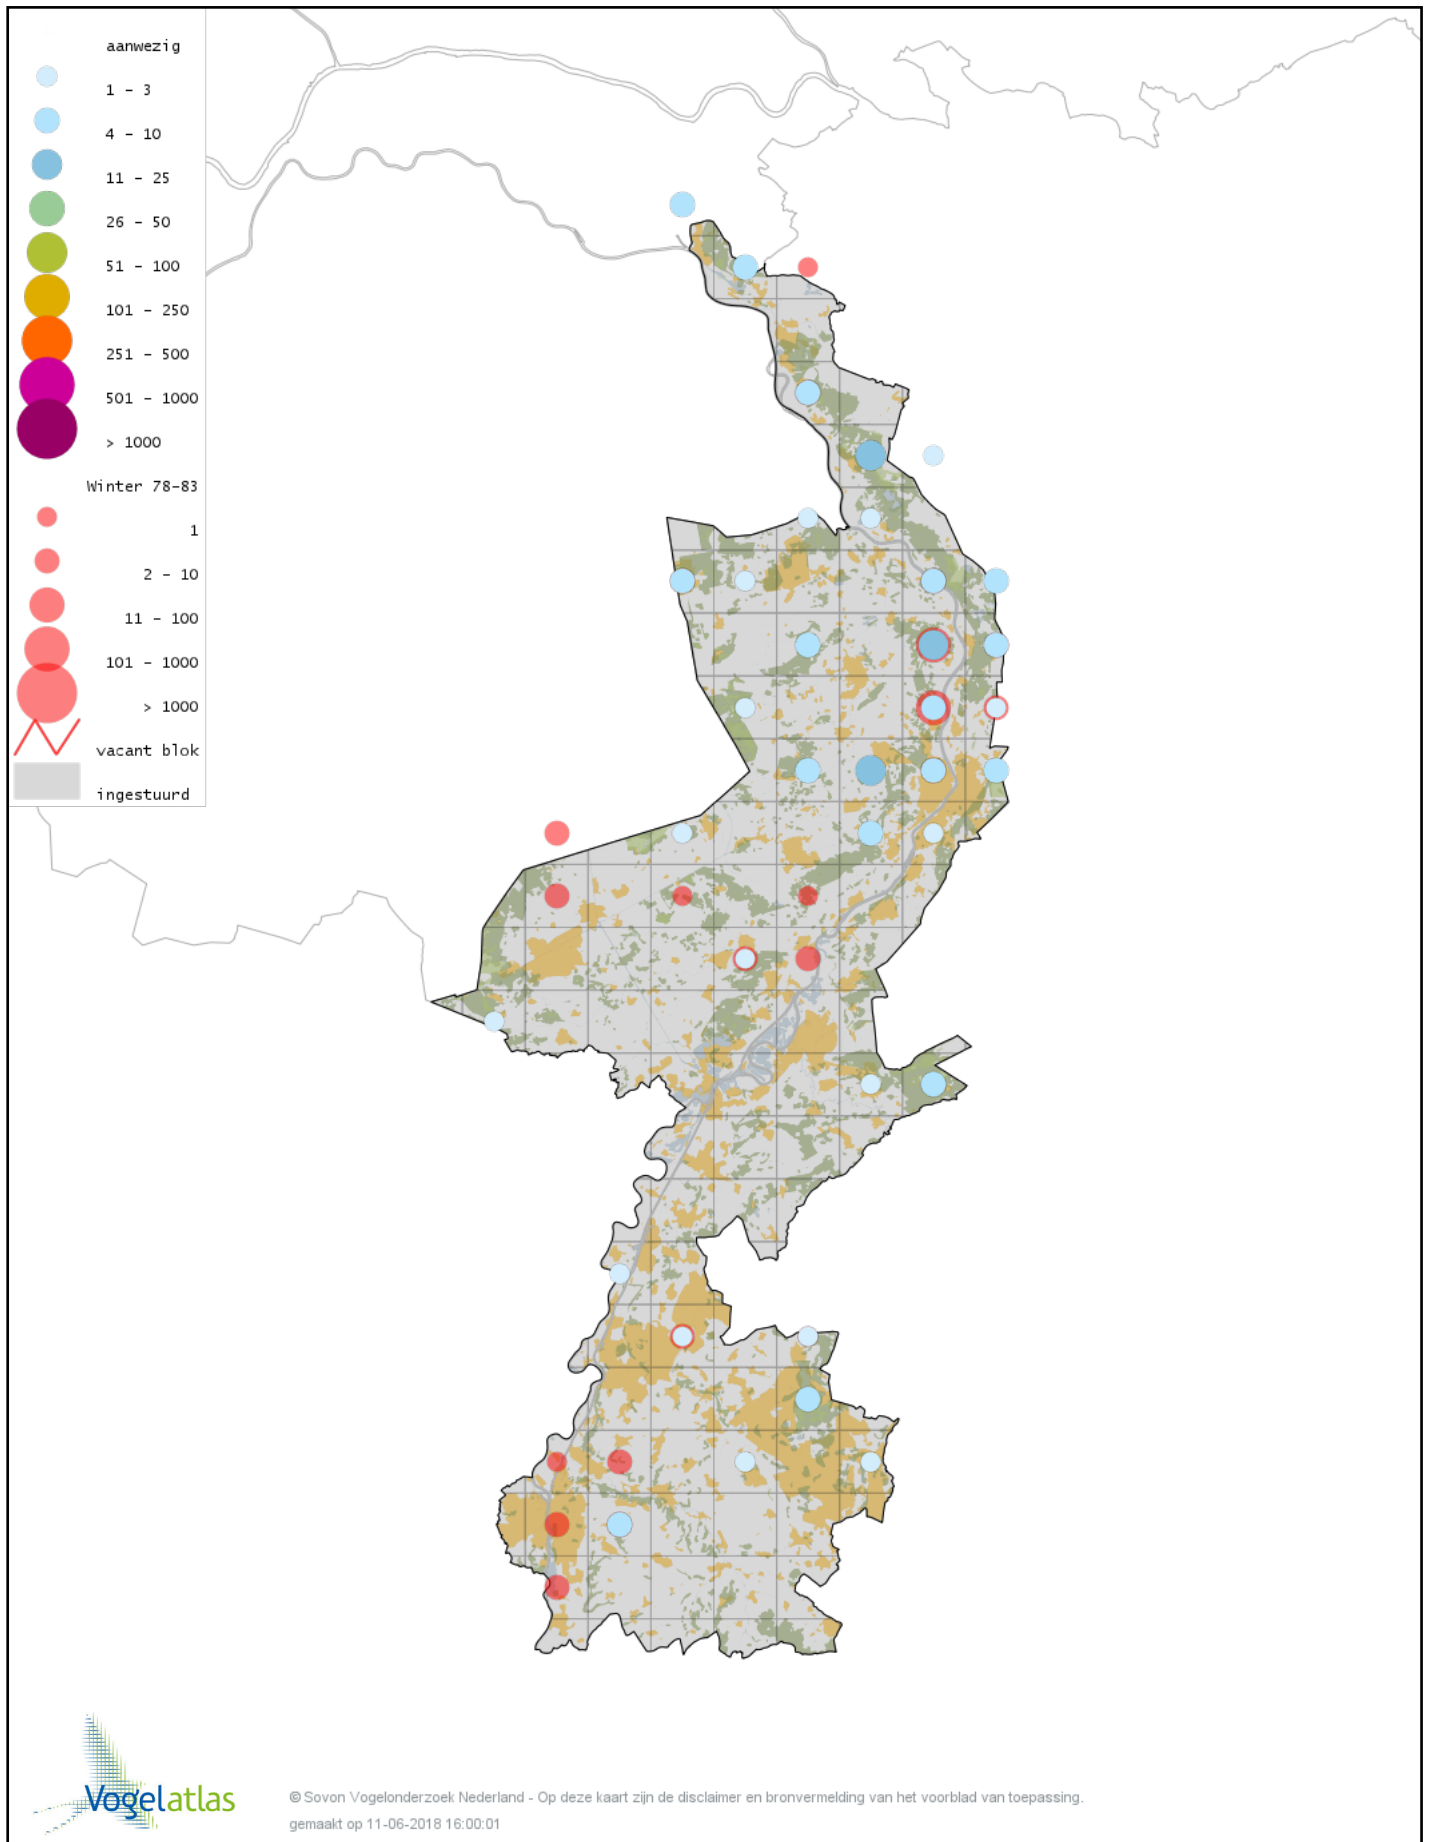 aanwezig
1 - 3
4 - 10
11 - 25
26 - 50
51 - 100
101 - 250
251 - 500
501 - 1000
> 1000
Winter 78-83
1
2 - 10
11 - 100
101 - 1000
> 1000
vacant blok
ingestuurd
Vogelatlas
© Sovon Vogelonderzoek Nederland - Op deze kaart zijn de disclaimer en bronvermelding van het voorblad van toepassing.
gemaakt op 11-06-2018 16:00:01